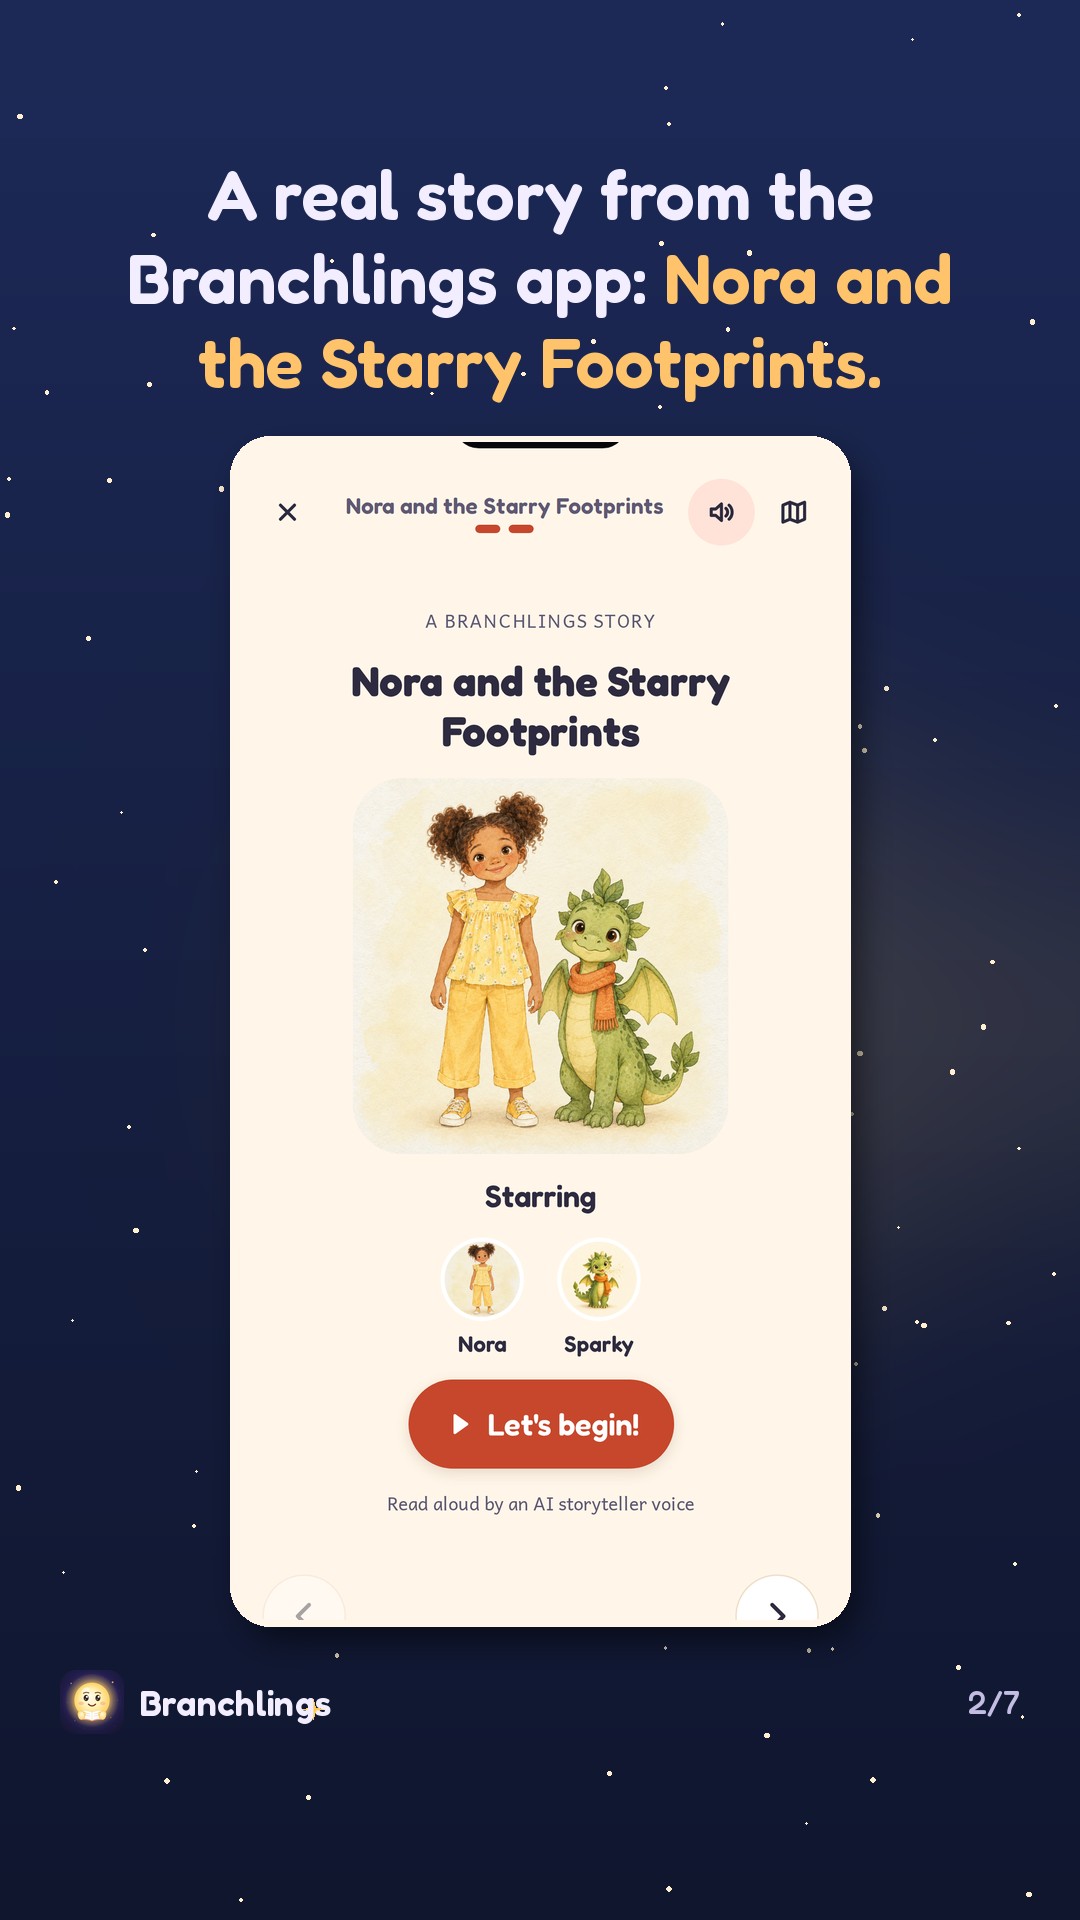 A real story from the
Branchlings app: Nora and
the Starry Footprints.
Nora and the Starry Footprints
A BRANCHLINGS STORY
Nora and the Starry
Footprints
Starring
Nora
Sparky
Let's begin!
Read aloud by an AI storyteller voice
Branchlings
2/7